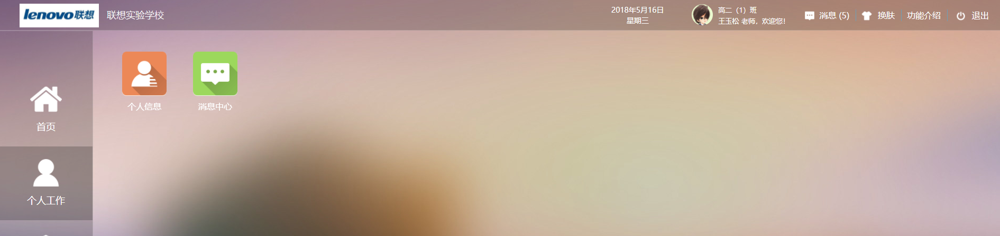 lenovo联想
联想实验学校
2018年5月16日
星期三
高二（1）班
王玉松 老师，欢迎您!
消息 (5)
换肤
功能介绍
退出
个人信息
消息中心
首页
个人工作